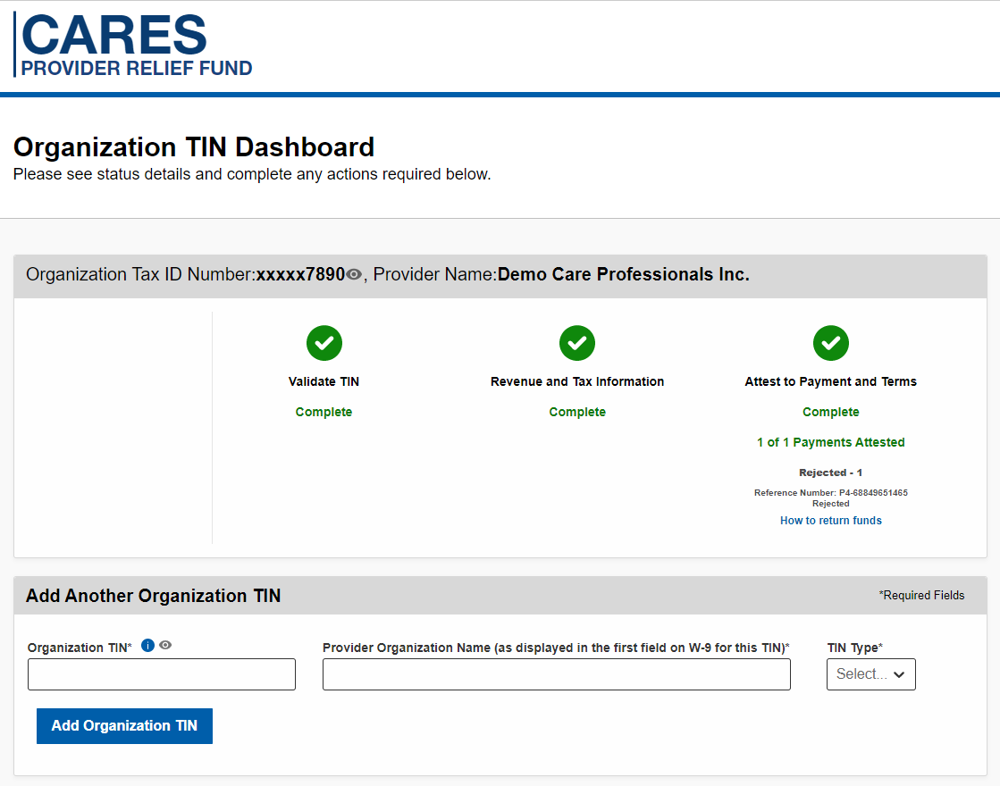 CARES
PROVIDER RELIEF FUND
Organization TIN Dashboard
Please see status details and complete any actions required below.
Organization Tax ID Number:xxxxx7890, Provider Name:Demo Care Professionals Inc.
Validate TIN
Complete
Revenue and Tax Information
Complete
Attest to Payment and Terms
Complete
1 of 1 Payments Attested
Rejected - 1
Reference Number: P4-68849651465
Rejected
How to return funds
Add Another Organization TIN
*Required Fields
Organization TIN*
Provider Organization Name (as displayed in the first field on W-9 for this TIN)*
TIN Type*
Select...
Add Organization TIN